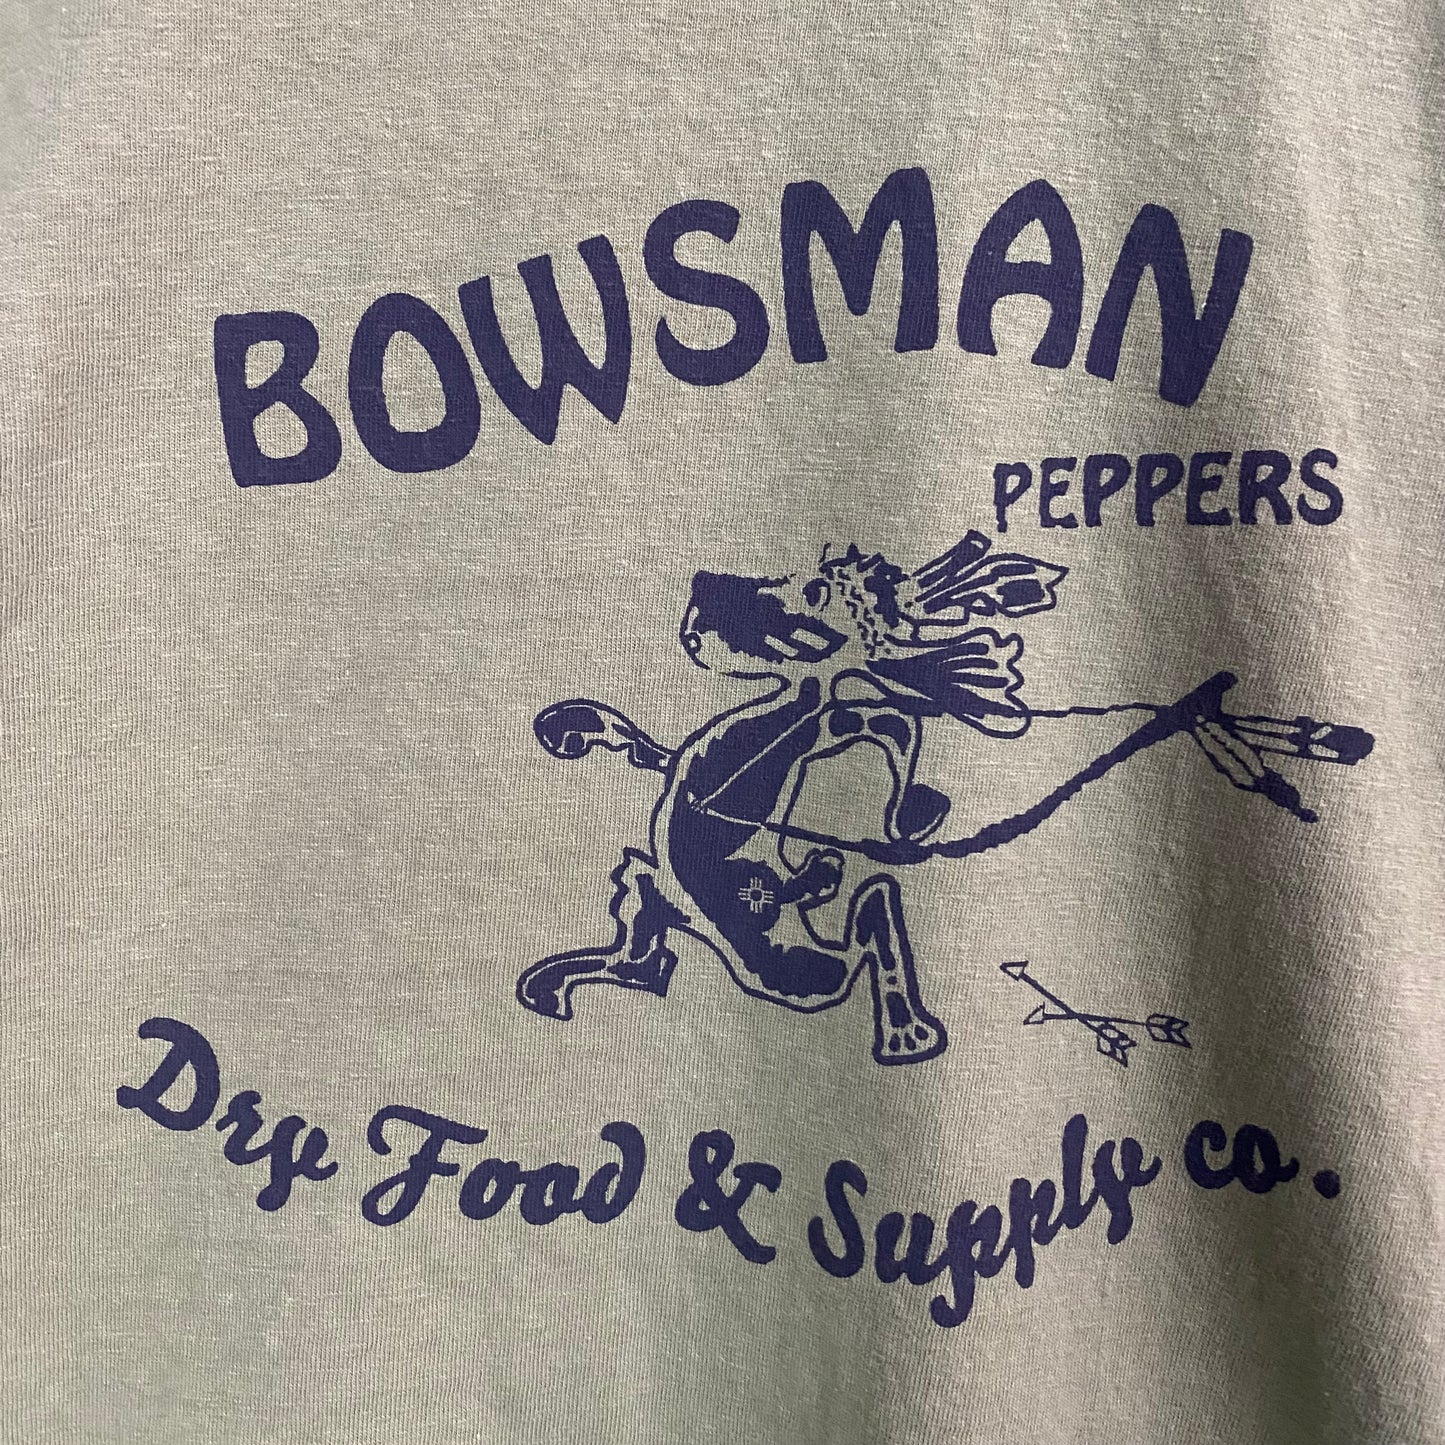 BOWSMAN
PEPPERS
Dry Food & Supply co.